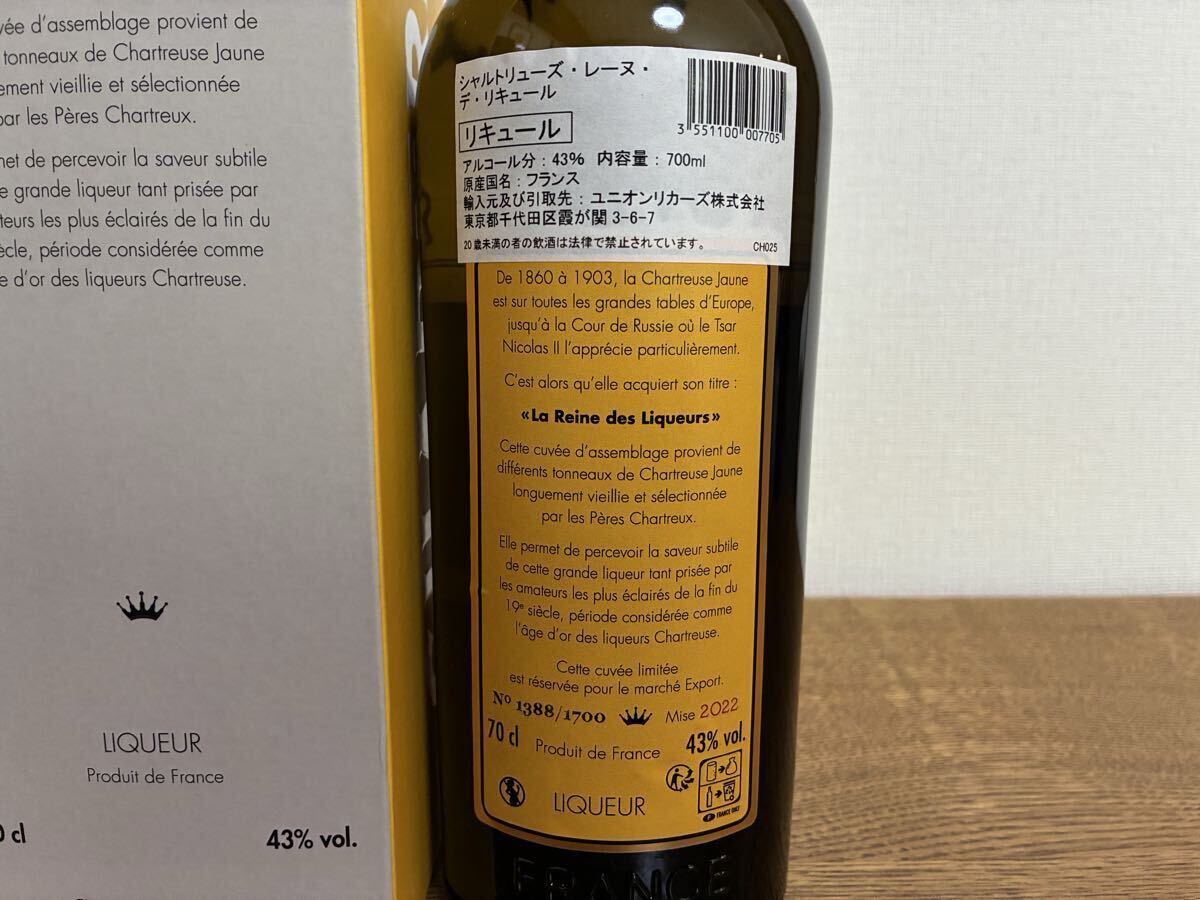 vée d'assemblage provient de
tonneaux de Chartreuse Jaune
ement vieillie et sélectionnée
par les Pères Chartreux.
met de percevoir la saveur subtile
e grande liqueur tant prisée par
teurs les plus éclairés de la fin du
ècle, période considérée comme
e d'or des liqueurs Chartreuse.
LIQUEUR
Produit de France
0 cl
43% vol.
シャルトリューズ・レーヌ・
デ・リキュール
3 551100 007705
リキュール
アルコール分：43% 内容量：700ml
原産国名：フランス
輸入元及び引取先：ユニオンリカーズ株式会社
東京都千代田区霞が関 3-6-7
20歳未満の者の飲酒は法律で禁止されています。 CH025
De 1860 à 1903, la Chartreuse Jaune
est sur toutes les grandes tables d'Europe,
jusqu'à la Cour de Russie où le Tsar
Nicolas II l'apprécie particulièrement.
C'est alors qu'elle acquiert son titre :
«La Reine des Liqueurs»
Cette cuvée d'assemblage provient de
différents tonneaux de Chartreuse Jaune
longuement vieillie et sélectionnée
par les Pères Chartreux.
Elle permet de percevoir la saveur subtile
de cette grande liqueur tant prisée par
les amateurs les plus éclairés de la fin du
19e siècle, période considérée comme
l'âge d'or des liqueurs Chartreuse.
Cette cuvée limitée
est réservée pour le marché Export.
No 1388/1700 Mise 2022
70 cl Produit de France 43% vol.
LIQUEUR
FRANCE